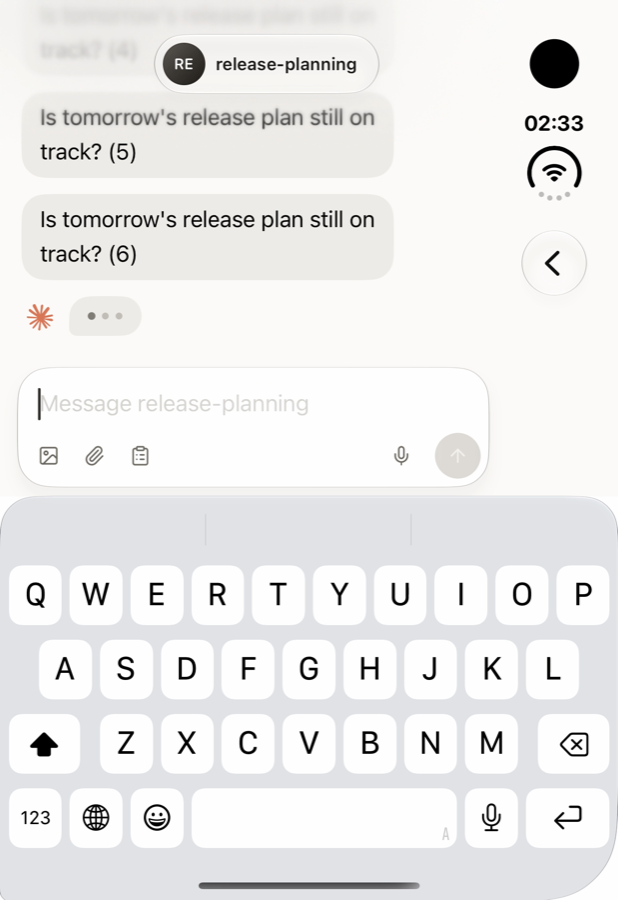 Is tomorrow's release plan still on
track? (4)
RE release-planning
02:33
Is tomorrow's release plan still on
track? (5)
Is tomorrow's release plan still on
track? (6)
Message release-planning
Q W E R T Y U I O P
A S D F G H J K L
Z X C V B N M
123
A